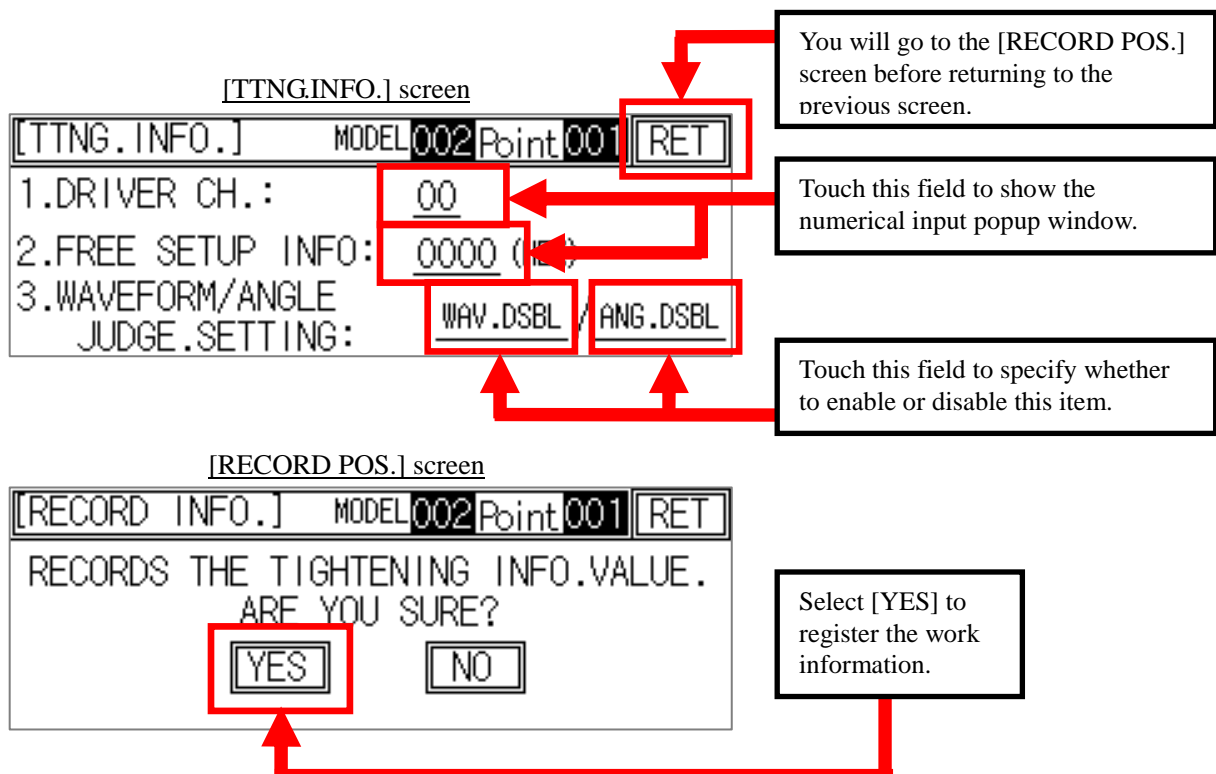 You will go to the [RECORD POS.]
screen before returning to the
previous screen.
[TTNG.INFO.] screen
[TTNG.INFO.] MODEL 002 Point 001 RET
1.DRIVER CH.: 00
2.FREE SETUP INFO: 0000
3.WAVEFORM/ANGLE
JUDGE.SETTING: WAV.DSBL / ANG.DSBL
Touch this field to show the
numerical input popup window.
Touch this field to specify whether
to enable or disable this item.
[RECORD POS.] screen
[RECORD INFO.] MODEL 002 Point 001 RET
RECORDS THE TIGHTENING INFO.VALUE.
ARE YOU SURE?
YES NO
Select [YES] to
register the work
information.